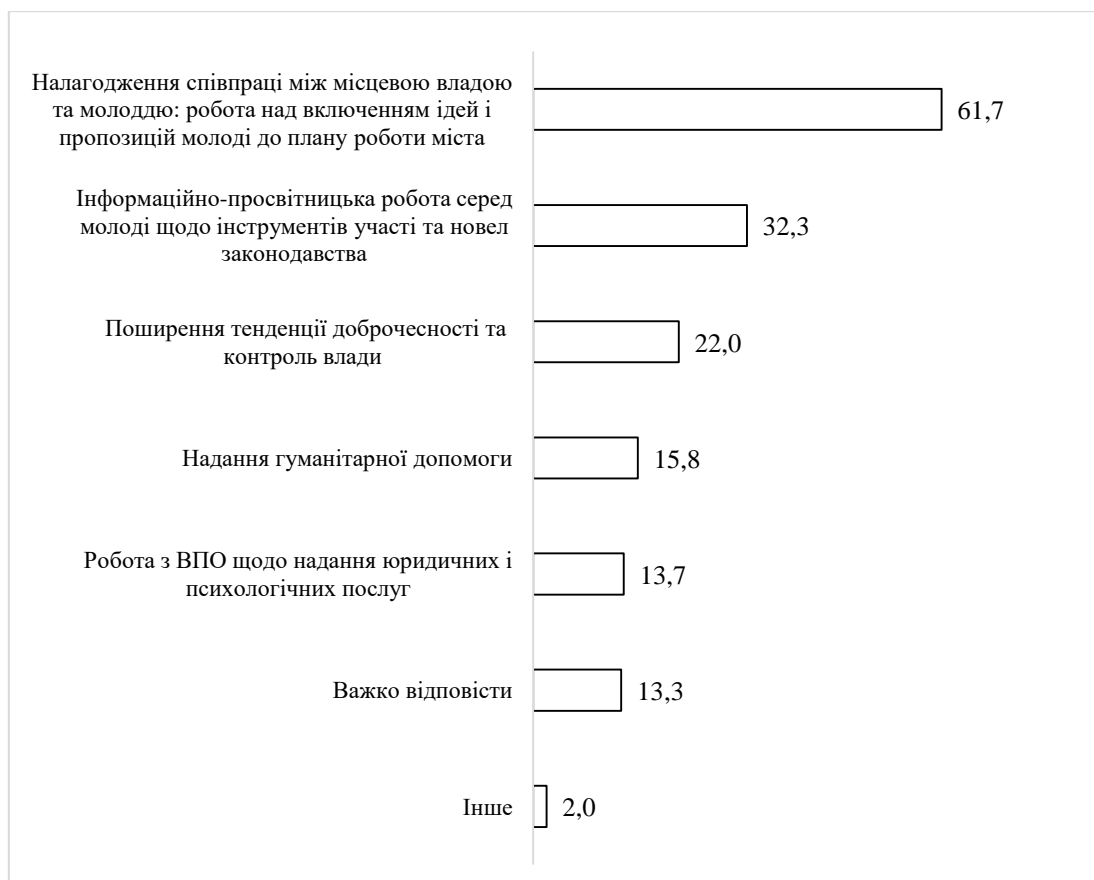 Налагодження співпраці між місцевою владою
та молоддю: робота над включенням ідей і
пропозицій молоді до плану роботи міста
61,7
Інформаційно-просвітницька робота серед
молоді щодо інструментів участі та новел
законодавства
32,3
Поширення тенденції доброчесності та
контроль влади
22,0
Надання гуманітарної допомоги
15,8
Робота з ВПО щодо надання юридичних і
психологічних послуг
13,7
Важко відповісти
13,3
Інше
2,0